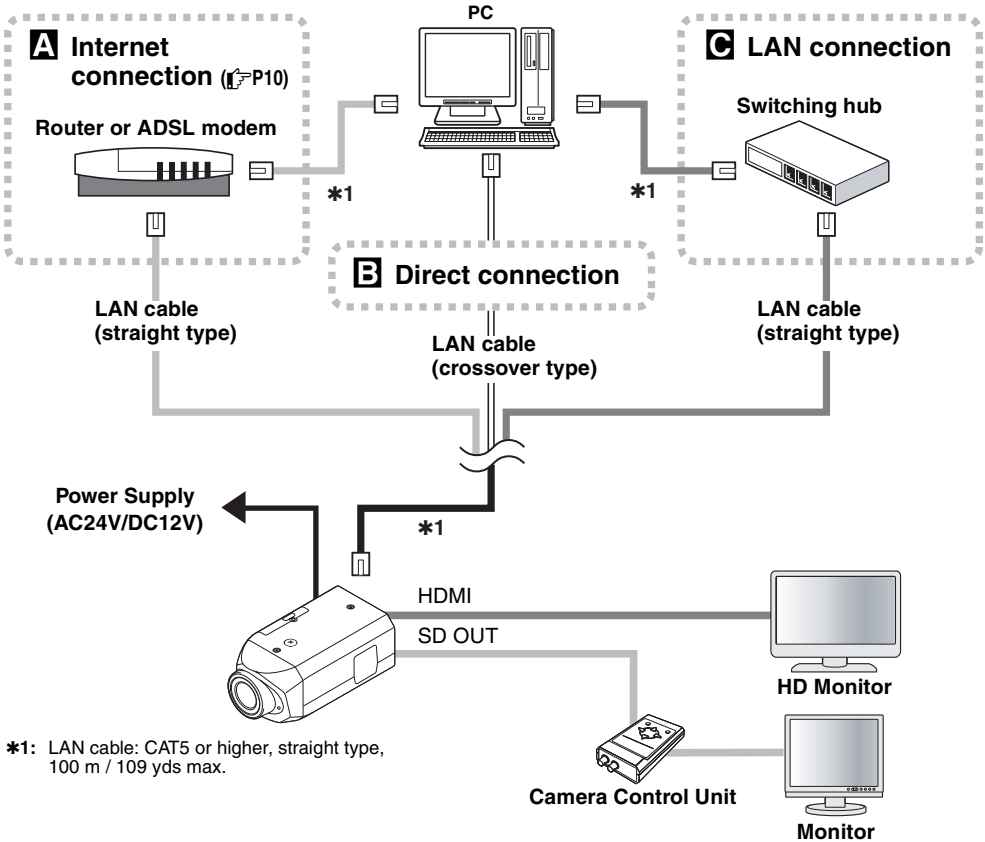 PC
A Internet
connection (☞P10)
Router or ADSL modem
✱1
C LAN connection
Switching hub
✱1
B Direct connection
LAN cable
(straight type)
LAN cable
(crossover type)
LAN cable
(straight type)
Power Supply
(AC24V/DC12V)
✱1
HDMI
SD OUT
HD Monitor
✱1: LAN cable: CAT5 or higher, straight type,
100 m / 109 yds max.
Camera Control Unit
Monitor